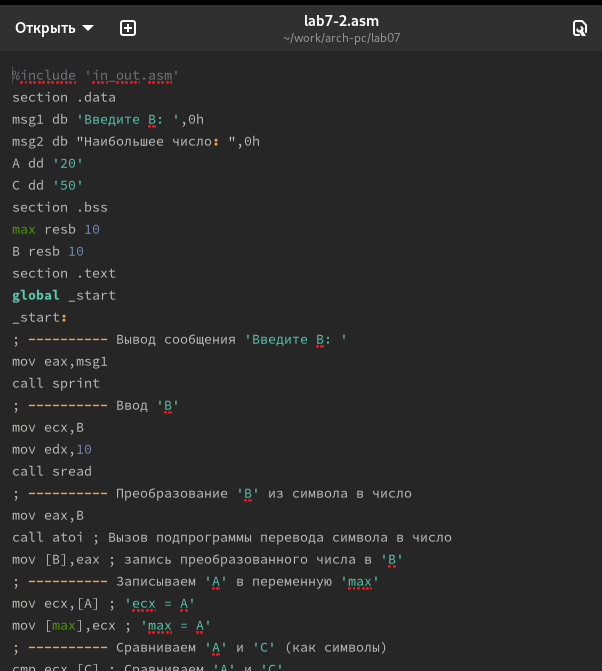 Открыть
lab7-2.asm
~/work/arch-pc/lab07
%include 'in_out.asm'
section .data
msg1 db 'Введите B: ',0h
msg2 db "Наибольшее число: ",0h
A dd '20'
C dd '50'
section .bss
max resb 10
B resb 10
section .text
global _start
_start:
; ---------- Вывод сообщения 'Введите B: '
mov eax,msg1
call sprint
; ---------- Ввод 'B'
mov ecx,B
mov edx,10
call sread
; ---------- Преобразование 'B' из символа в число
mov eax,B
call atoi ; Вызов подпрограммы перевода символа в число
mov [B],eax ; запись преобразованного числа в 'B'
; ---------- Записываем 'A' в переменную 'max'
mov ecx,[A] ; 'ecx = A'
mov [max],ecx ; 'max = A'
; ---------- Сравниваем 'A' и 'C' (как символы)
cmp ecx,[C] ; Сравниваем 'A' и 'C'